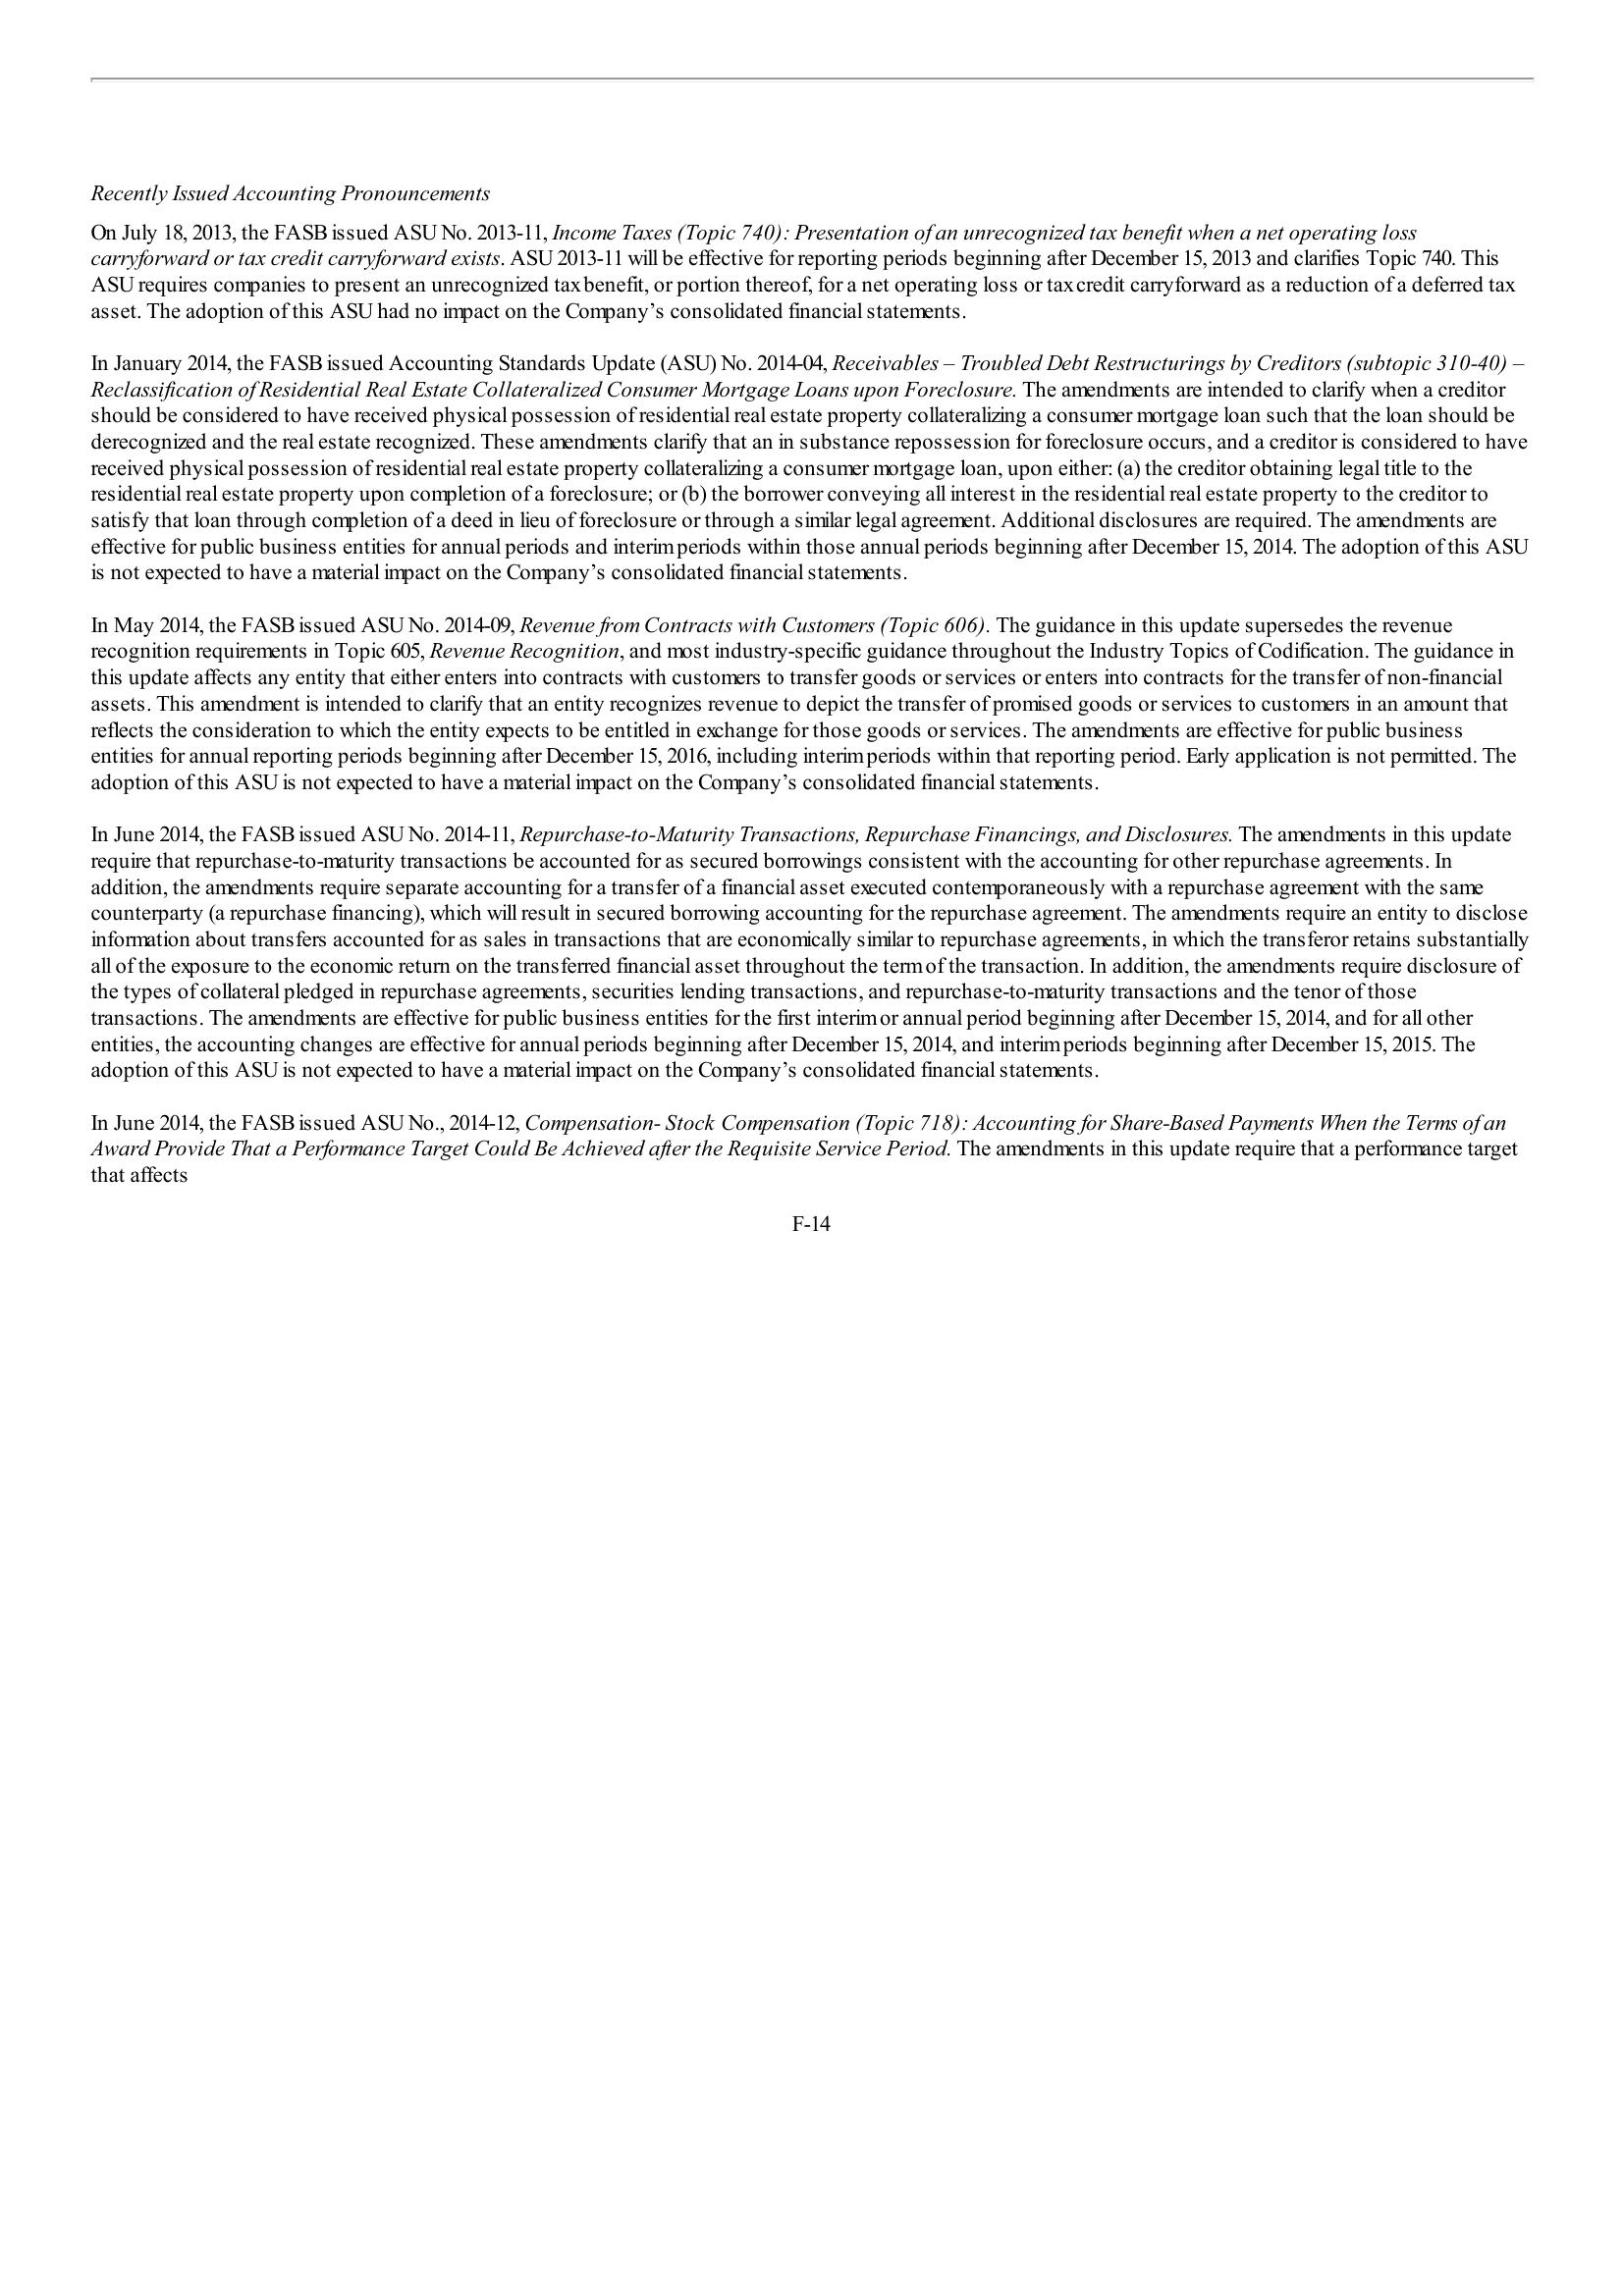 Recently Issued Accounting Pronouncements
On July 18, 2013, the FASB issued ASU No. 2013-11, Income Taxes (Topic 740): Presentation of an unrecognized tax benefit when a net operating loss
carryforward or tax credit carryforward exists. ASU 2013-11 will be effective for reporting periods beginning after December 15, 2013 and clarifies Topic 740. This
ASU requires companies to present an unrecognized tax benefit, or portion thereof, for a net operating loss or tax credit carryforward as a reduction of a deferred tax
asset. The adoption of this ASU had no impact on the Company’s consolidated financial statements.
In January 2014, the FASB issued Accounting Standards Update (ASU) No. 2014-04, Receivables – Troubled Debt Restructurings by Creditors (subtopic 310-40) –
Reclassification of Residential Real Estate Collateralized Consumer Mortgage Loans upon Foreclosure. The amendments are intended to clarify when a creditor
should be considered to have received physical possession of residential real estate property collateralizing a consumer mortgage loan such that the loan should be
derecognized and the real estate recognized. These amendments clarify that an in substance repossession for foreclosure occurs, and a creditor is considered to have
received physical possession of residential real estate property collateralizing a consumer mortgage loan, upon either: (a) the creditor obtaining legal title to the
residential real estate property upon completion of a foreclosure; or (b) the borrower conveying all interest in the residential real estate property to the creditor to
satisfy that loan through completion of a deed in lieu of foreclosure or through a similar legal agreement. Additional disclosures are required. The amendments are
effective for public business entities for annual periods and interim periods within those annual periods beginning after December 15, 2014. The adoption of this ASU
is not expected to have a material impact on the Company’s consolidated financial statements.
In May 2014, the FASB issued ASU No. 2014-09, Revenue from Contracts with Customers (Topic 606). The guidance in this update supersedes the revenue
recognition requirements in Topic 605, Revenue Recognition, and most industry-specific guidance throughout the Industry Topics of Codification. The guidance in
this update affects any entity that either enters into contracts with customers to transfer goods or services or enters into contracts for the transfer of non-financial
assets. This amendment is intended to clarify that an entity recognizes revenue to depict the transfer of promised goods or services to customers in an amount that
reflects the consideration to which the entity expects to be entitled in exchange for those goods or services. The amendments are effective for public business
entities for annual reporting periods beginning after December 15, 2016, including interim periods within that reporting period. Early application is not permitted. The
adoption of this ASU is not expected to have a material impact on the Company’s consolidated financial statements.
In June 2014, the FASB issued ASU No. 2014-11, Repurchase-to-Maturity Transactions, Repurchase Financings, and Disclosures. The amendments in this update
require that repurchase-to-maturity transactions be accounted for as secured borrowings consistent with the accounting for other repurchase agreements. In
addition, the amendments require separate accounting for a transfer of a financial asset executed contemporaneously with a repurchase agreement with the same
counterparty (a repurchase financing), which will result in secured borrowing accounting for the repurchase agreement. The amendments require an entity to disclose
information about transfers accounted for as sales in transactions that are economically similar to repurchase agreements, in which the transferor retains substantially
all of the exposure to the economic return on the transferred financial asset throughout the term of the transaction. In addition, the amendments require disclosure of
the types of collateral pledged in repurchase agreements, securities lending transactions, and repurchase-to-maturity transactions and the tenor of those
transactions. The amendments are effective for public business entities for the first interim or annual period beginning after December 15, 2014, and for all other
entities, the accounting changes are effective for annual periods beginning after December 15, 2014, and interim periods beginning after December 15, 2015. The
adoption of this ASU is not expected to have a material impact on the Company’s consolidated financial statements.
In June 2014, the FASB issued ASU No., 2014-12, Compensation- Stock Compensation (Topic 718): Accounting for Share-Based Payments When the Terms of an
Award Provide That a Performance Target Could Be Achieved after the Requisite Service Period. The amendments in this update require that a performance target
that affects
F-14